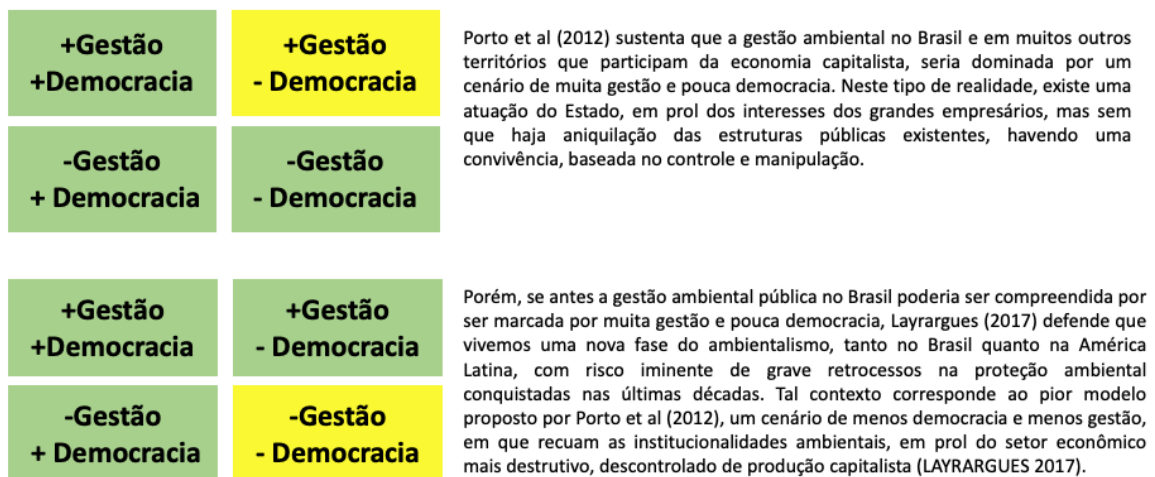 +Gestão
+Democracia
+Gestão
- Democracia
-Gestão
+ Democracia
-Gestão
- Democracia
Porto et al (2012) sustenta que a gestão ambiental no Brasil e em muitos outros
territórios que participam da economia capitalista, seria dominada por um
cenário de muita gestão e pouca democracia. Neste tipo de realidade, existe uma
atuação do Estado, em prol dos interesses dos grandes empresários, mas sem
que haja aniquilação das estruturas públicas existentes, havendo uma
convivência, baseada no controle e manipulação.
+Gestão
+Democracia
+Gestão
- Democracia
-Gestão
+ Democracia
-Gestão
- Democracia
Porém, se antes a gestão ambiental pública no Brasil poderia ser compreendida por
ser marcada por muita gestão e pouca democracia, Layrargues (2017) defende que
vivemos uma nova fase do ambientalismo, tanto no Brasil quanto na América
Latina, com risco iminente de grave retrocessos na proteção ambiental
conquistadas nas últimas décadas. Tal contexto corresponde ao pior modelo
proposto por Porto et al (2012), um cenário de menos democracia e menos gestão,
em que recuam as institucionalidades ambientais, em prol do setor econômico
mais destrutivo, descontrolado de produção capitalista (LAYRARGUES 2017).